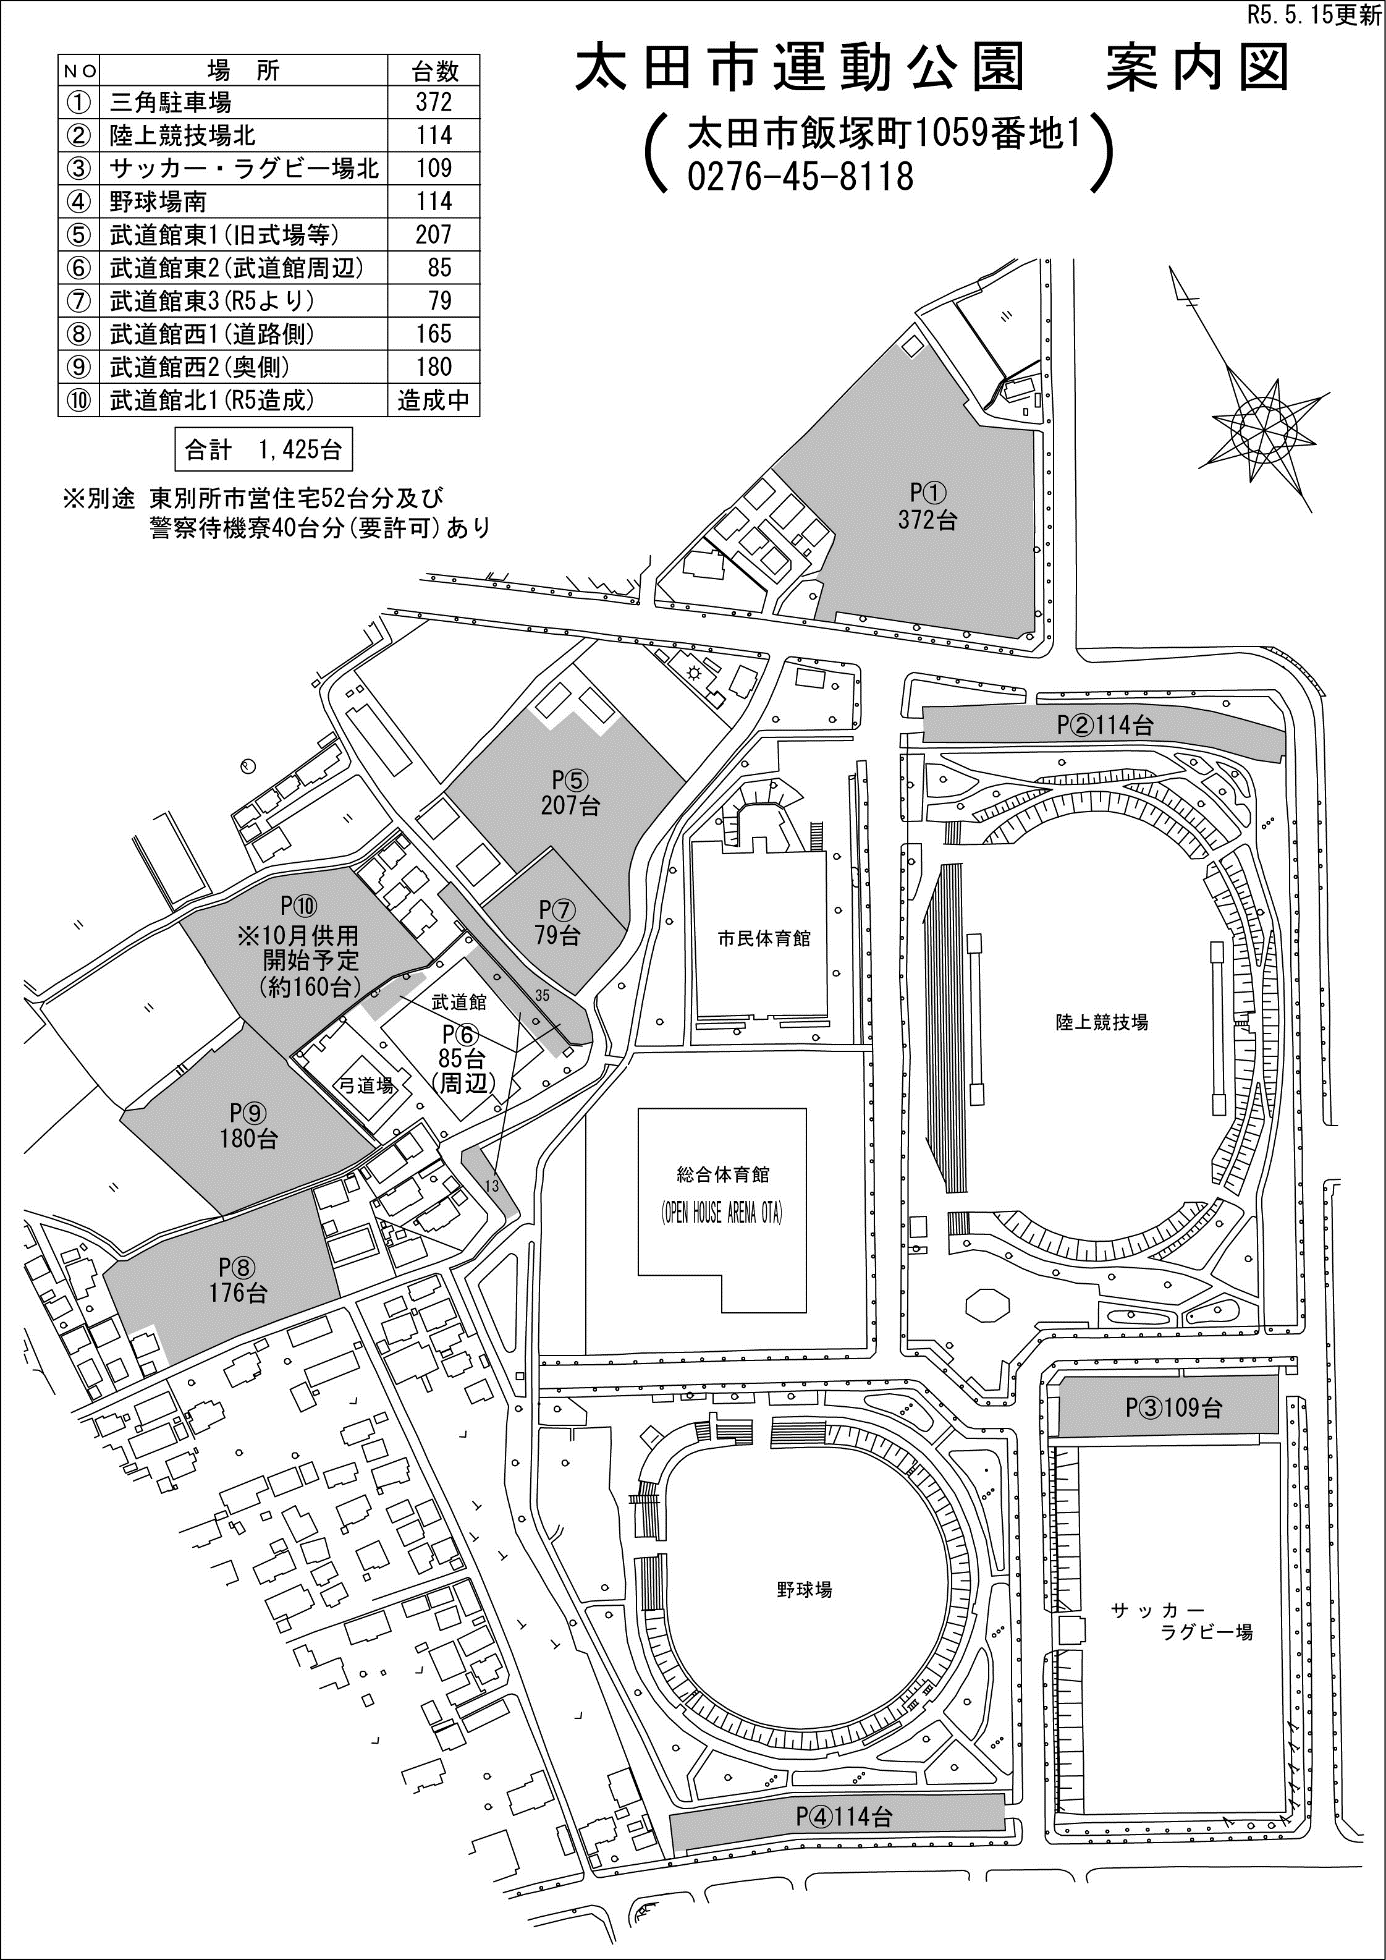 R5.5.15更新
太田市運動公園　案内図
(太田市飯塚町1059番地1
0276-45-8118)
NO 場　所 台数
① 三角駐車場 372
② 陸上競技場北 114
③ サッカー・ラグビー場北 109
④ 野球場南 114
⑤ 武道館東1(旧式場等) 207
⑥ 武道館東2(武道館周辺) 85
⑦ 武道館東3(R5より) 79
⑧ 武道館西1(道路側) 165
⑨ 武道館西2(奥側) 180
⑩ 武道館北1(R5造成) 造成中
合計　1,425台
※別途 東別所市営住宅52台分及び
警察待機寮40台分(要許可)あり
P①
372台
P②114台
P⑤
207台
P⑦
79台
P⑩
※10月供用
開始予定
(約160台)
市民体育館
35
武道館
P⑥
85台
(周辺)
陸上競技場
弓道場
P⑨
180台
13
総合体育館
(OPEN HOUSE ARENA OTA)
P⑧
176台
P③109台
野球場
サッカー
ラグビー場
P④114台